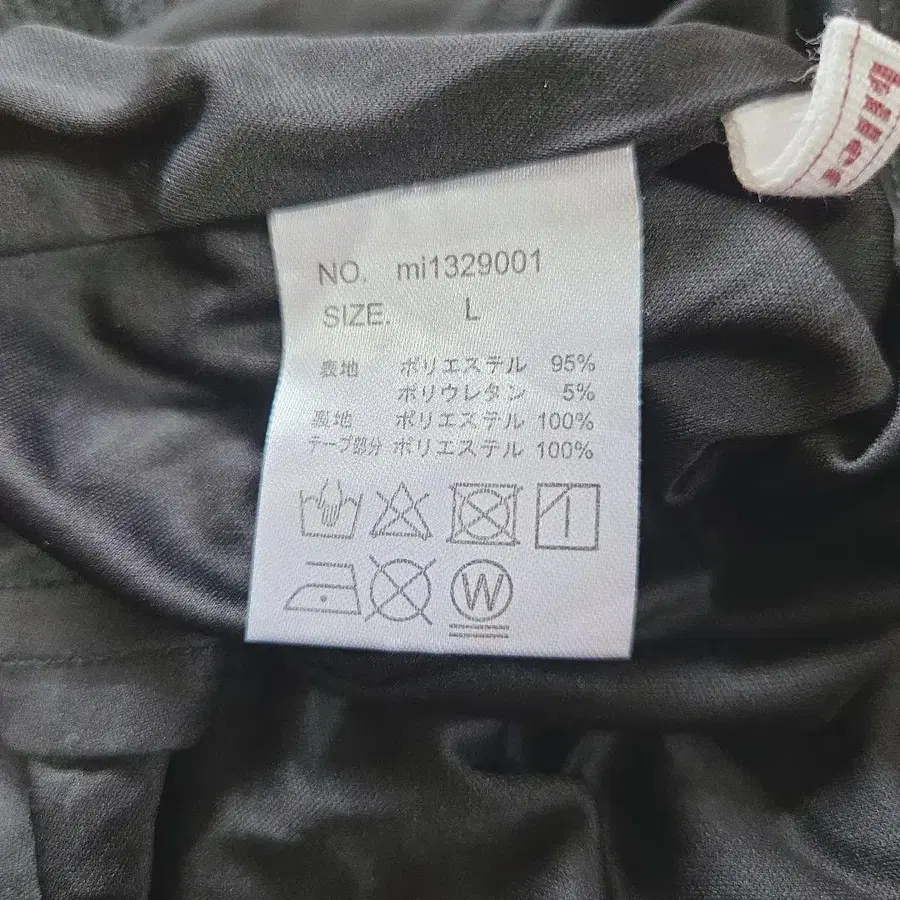 NO. mi1329001
SIZE. L
表地 ポリエステル 95%
ポリウレタン 5%
裏地 ポリエステル 100%
テープ部分 ポリエステル 100%
W